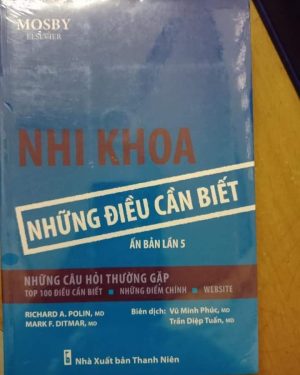 MOSBY
ELSEVIER
NHI KHOA
NHỮNG ĐIỀU CẦN BIẾT
ẤN BẢN LẦN 5
NHỮNG CÂU HỎI THƯỜNG GẶP
TOP 100 ĐIỀU CẦN BIẾT ■ NHỮNG ĐIỂM CHÍNH ■ WEBSITE
RICHARD A. POLIN, MD
MARK F. DITMAR, MD
Biên dịch: Vũ Minh Phúc, MD
Trần Diệp Tuấn, MD
Nhà Xuất bản Thanh Niên